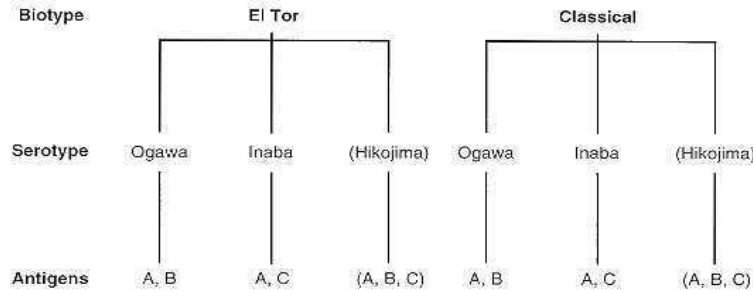 Biotype El Tor Classical
Serotype Ogawa Inaba (Hikojima) Ogawa Inaba (Hikojima)
Antigens A, B A, C (A, B, C) A, B A, C (A, B, C)